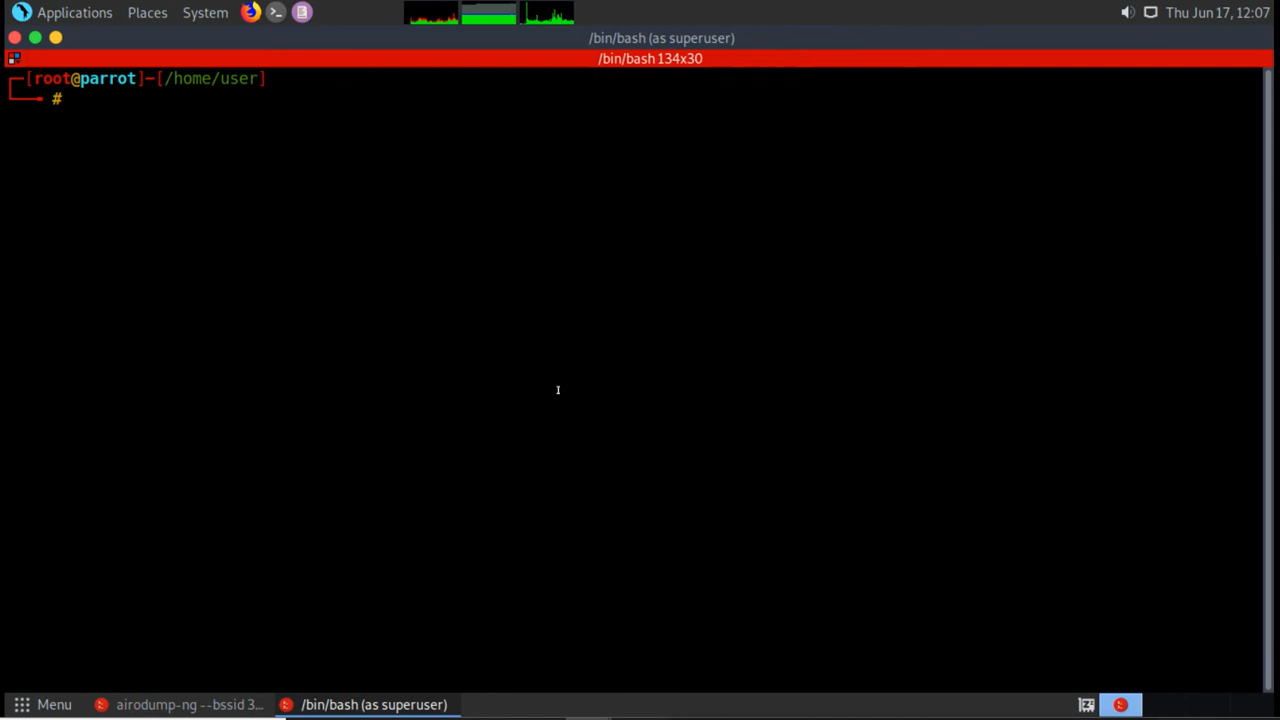 Applications Places System Thu Jun 17, 12:07
/bin/bash (as superuser)
/bin/bash 134x30
[root@parrot]─[/home/user]
#
Menu airodump-ng --bssid 3... /bin/bash (as superuser)